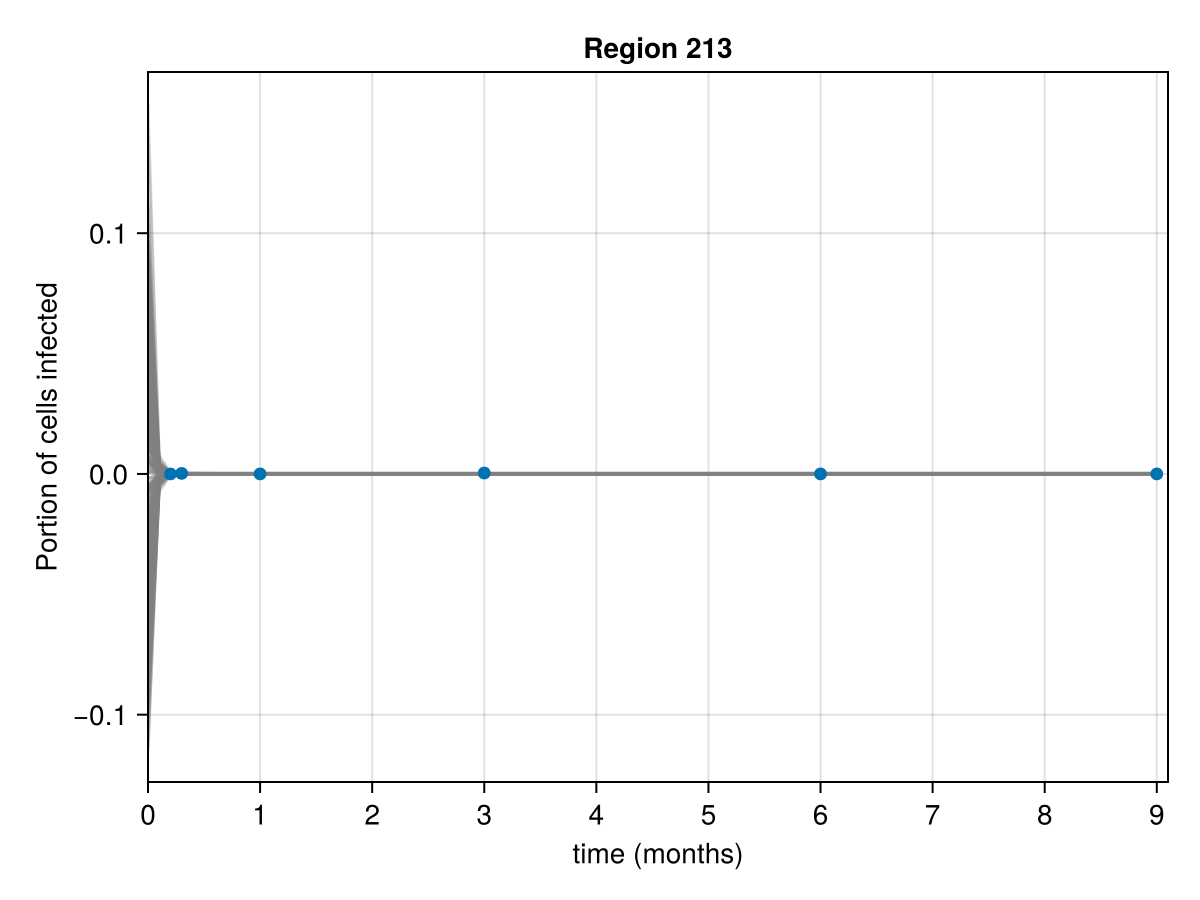 Region 213
Portion of cells infected
0.1
0.0
−0.1
0 1 2 3 4 5 6 7 8 9
time (months)